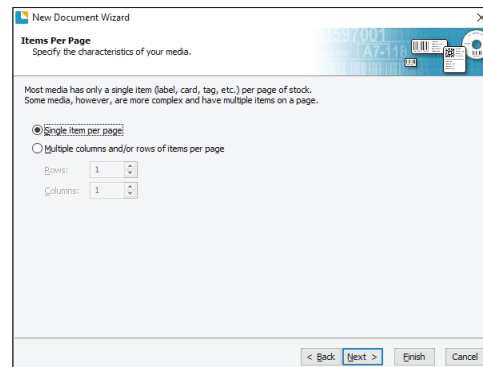 New Document Wizard
Items Per Page
Specify the characteristics of your media.
A7-118
Most media has only a single item (label, card, tag, etc.) per page of stock.
Some media, however, are more complex and have multiple items on a page.
Single item per page
Multiple columns and/or rows of items per page
Rows: 1
Columns: 1
< Back Next > Finish Cancel